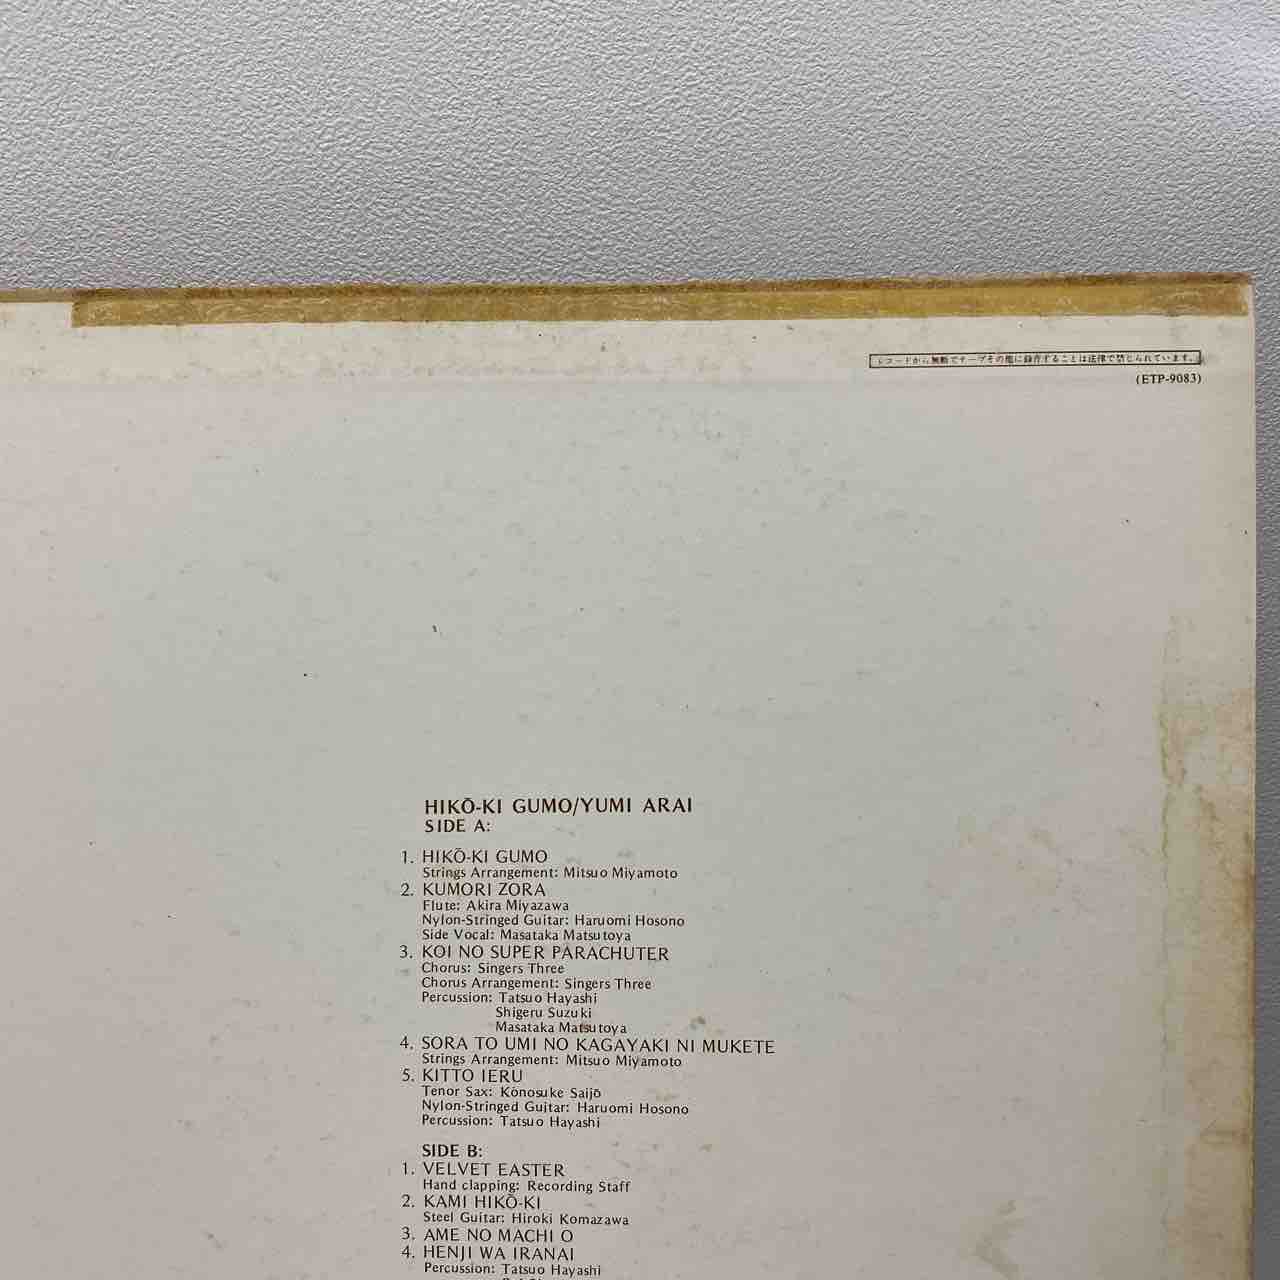 レコードから無断でテープその他に録音することは法律で禁じられています。
(ETP-9083)
HIKŌ-KI GUMO/YUMI ARAI
SIDE A:
1. HIKŌ-KI GUMO
Strings Arrangement: Mitsuo Miyamoto
2. KUMORI ZORA
Flute: Akira Miyazawa
Nylon-Stringed Guitar: Haruomi Hosono
Side Vocal: Masataka Matsutoya
3. KOI NO SUPER PARACHUTER
Chorus: Singers Three
Chorus Arrangement: Singers Three
Percussion: Tatsuo Hayashi
Shigeru Suzuki
Masataka Matsutoya
4. SORA TO UMI NO KAGAYAKI NI MUKETE
Strings Arrangement: Mitsuo Miyamoto
5. KITTO IERU
Tenor Sax: Kōnosuke Saijō
Nylon-Stringed Guitar: Haruomi Hosono
Percussion: Tatsuo Hayashi
SIDE B:
1. VELVET EASTER
Hand clapping: Recording Staff
2. KAMI HIKŌ-KI
Steel Guitar: Hiroki Komazawa
3. AME NO MACHI O
4. HENJI WA IRANAI
Percussion: Tatsuo Hayashi